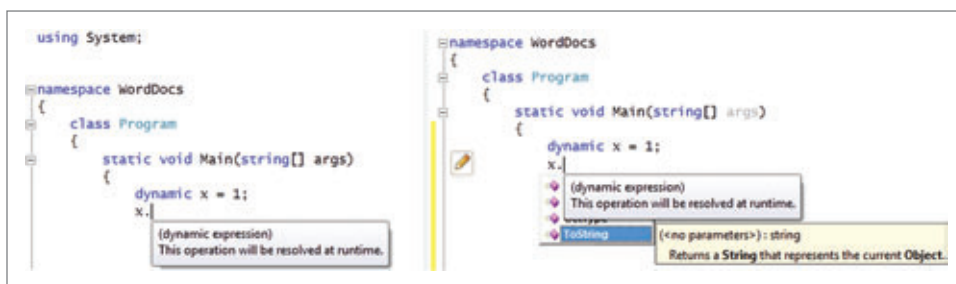 using System;
namespace WordDocs
{
class Program
{
static void Main(string[] args)
{
dynamic x = 1;
x.
(dynamic expression)
This operation will be resolved at runtime.
namespace WordDocs
{
class Program
{
static void Main(string[] args)
{
dynamic x = 1;
x.
(dynamic expression)
This operation will be resolved at runtime.
ToString
(<no parameters>) : string
Returns a String that represents the current Object.